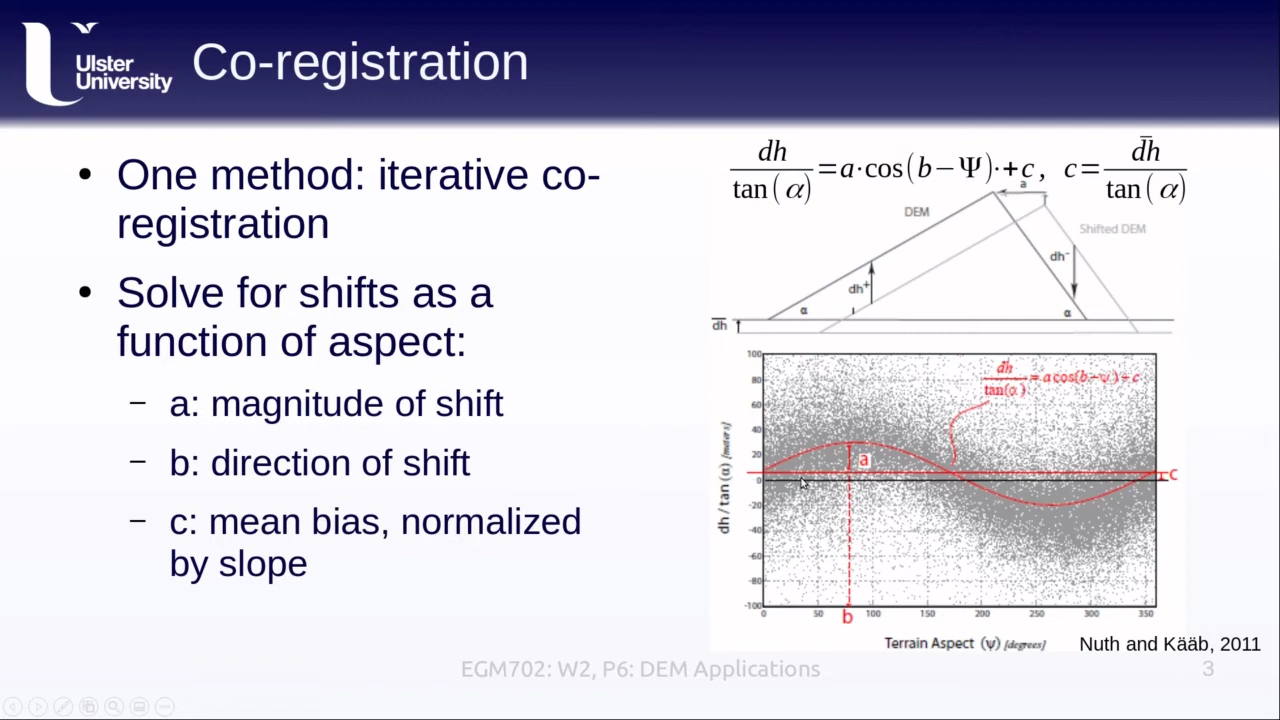 Ulster
University
Co-registration
• One method: iterative co-
registration
• Solve for shifts as a
function of aspect:
– a: magnitude of shift
– b: direction of shift
– c: mean bias, normalized
by slope
dh/tan(α)=a·cos(b−Ψ)·+c, c=d̄h/tan(α)
a
DEM
Shifted DEM
dh⁺
dh⁻
α
α
d̄h
dh/tan(α) = a cos(b−ψ)−c
100
80
60
40
20
0
-20
-40
-60
-80
-100
dh / tan (α) [meters]
a
c
b
0 50 100 150 200 250 300 350
Terrain Aspect (ψ) [degrees]
Nuth and Kääb, 2011
EGM702: W2, P6: DEM Applications
3